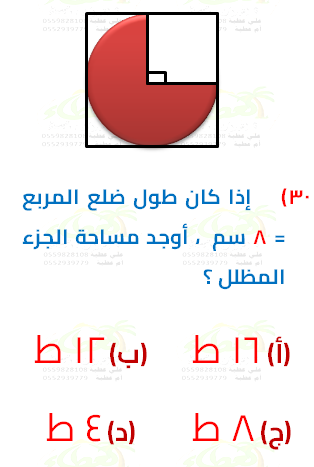 ٣٠) إذا كان طول ضلع المربع
= ٨ سم ، أوجد مساحة الجزء
المظلل ؟
(أ) ١٦ ط (ب) ١٢ ط
(ج) ٨ ط (د) ٤ ط